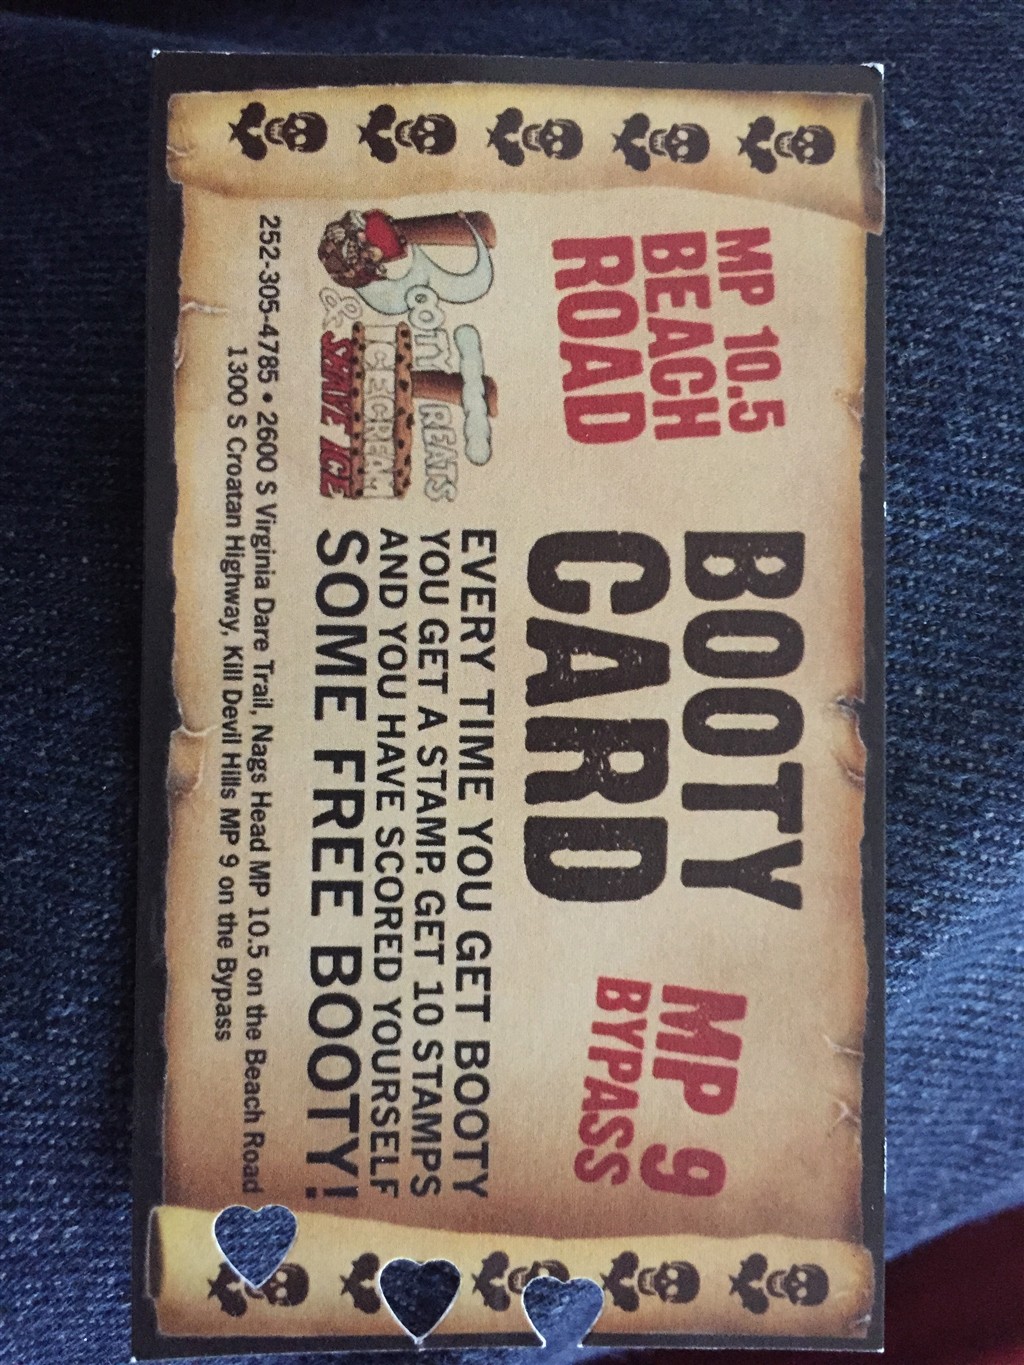 BOOTY
CARD
MP 10.5
BEACH
ROAD
MP 9
BYPASS
BOOTY TREATS
ICE CREAM
& SHAVE ICE
EVERY TIME YOU GET BOOTY
YOU GET A STAMP. GET 10 STAMPS
AND YOU HAVE SCORED YOURSELF
SOME FREE BOOTY!
252-305-4785 • 2600 S Virginia Dare Trail, Nags Head MP 10.5 on the Beach Road
1300 S Croatan Highway, Kill Devil Hills MP 9 on the Bypass